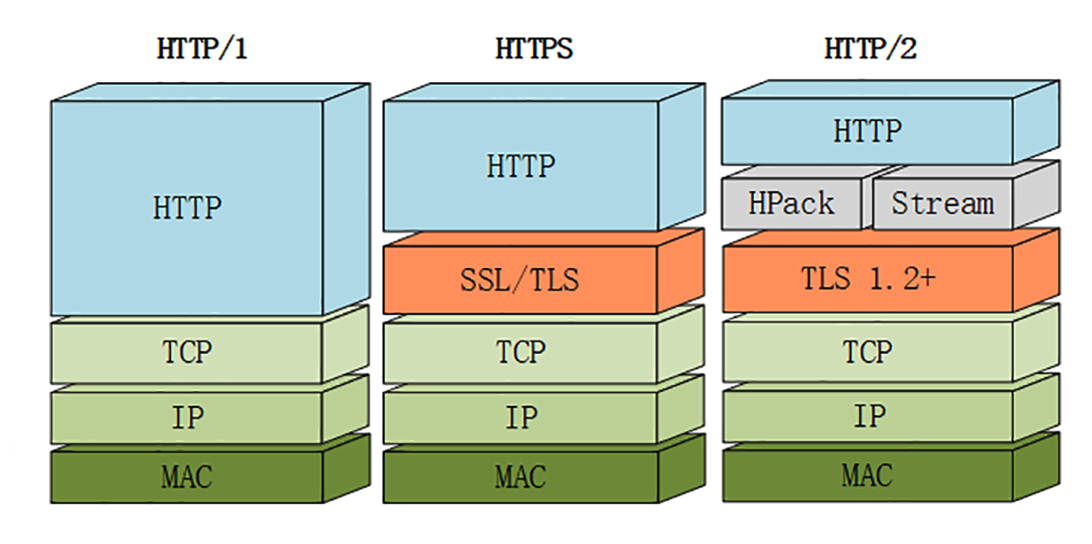 HTTP/1
HTTPS
HTTP/2
HTTP
TCP
IP
MAC
HTTP
SSL/TLS
TCP
IP
MAC
HTTP
HPack
Stream
TLS 1.2+
TCP
IP
MAC